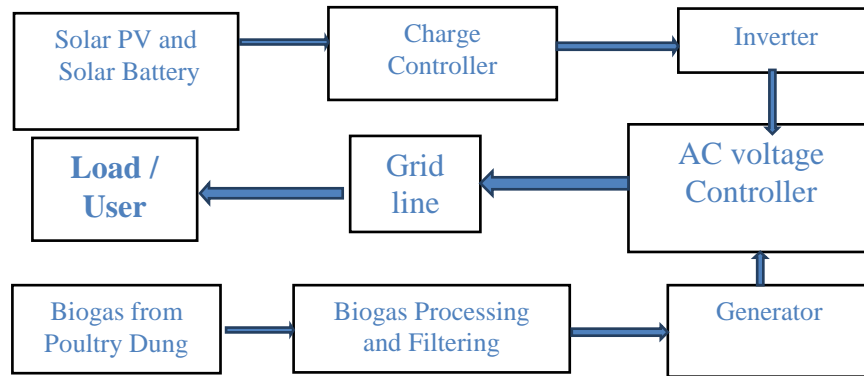 Solar PV and
Solar Battery
Charge
Controller
Inverter
Load /
User
Grid
line
AC voltage
Controller
Biogas from
Poultry Dung
Biogas Processing
and Filtering
Generator